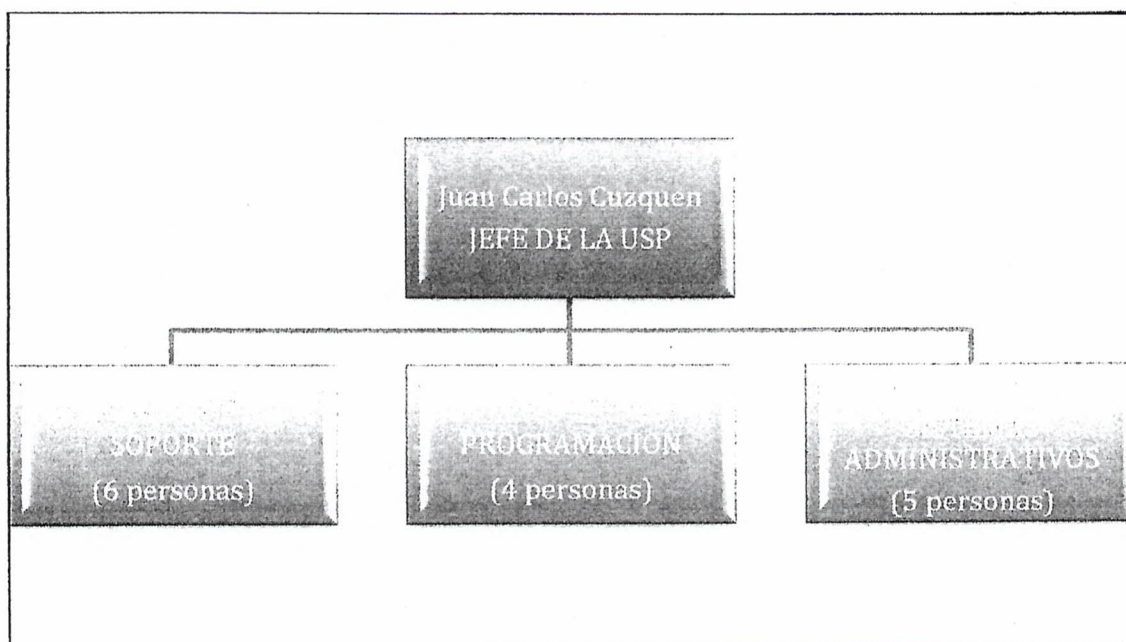 Juan Carlos Cuzquen
JEFE DE LA USP
SOPORTE
(6 personas)
PROGRAMACION
(4 personas)
ADMINISTRATIVOS
(5 personas)